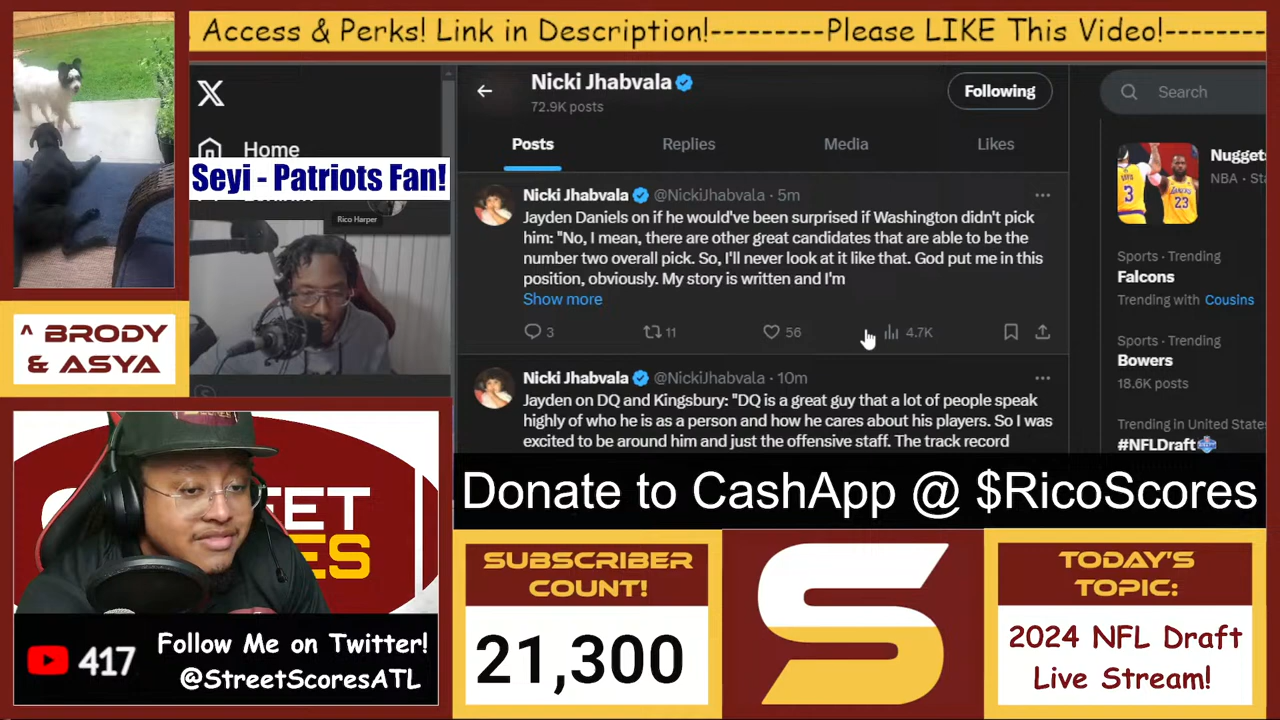 Access & Perks! Link in Description!---------Please LIKE This Video!-------
Home
Seyi - Patriots Fan!
Rico Harper
Nicki Jhabvala
72.9K posts
Following
Search
Posts
Replies
Media
Likes
Nicki Jhabvala @NickiJhabvala · 5m
Jayden Daniels on if he would've been surprised if Washington didn't pick
him: "No, I mean, there are other great candidates that are able to be the
number two overall pick. So, I'll never look at it like that. God put me in this
position, obviously. My story is written and I'm
Show more
3
11
56
4.7K
Nicki Jhabvala @NickiJhabvala · 10m
Jayden on DQ and Kingsbury: "DQ is a great guy that a lot of people speak
highly of who he is as a person and how he cares about his players. So I was
excited to be around him and just the offensive staff. The track record
Nugget
NBA · Sta
Sports · Trending
Falcons
Trending with Cousins
Sports · Trending
Bowers
18.6K posts
Trending in United States
#NFLDraft
^ BRODY
& ASYA
Donate to CashApp @ $RicoScores
SUBSCRIBER
COUNT!
21,300
S
TODAY'S
TOPIC:
2024 NFL Draft
Live Stream!
417
Follow Me on Twitter!
@StreetScoresATL